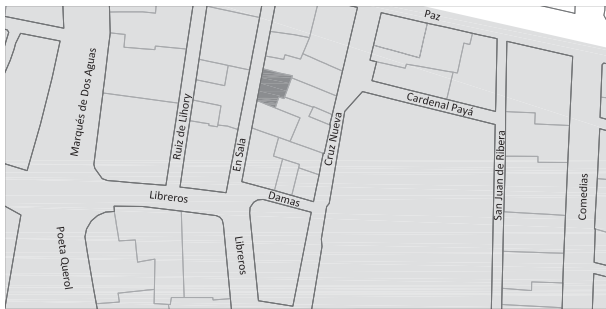 Paz
Marqués de Dos Aguas
Ruiz de Lihory
En Sala
Cruz Nueva
Cardenal Payá
San Juan de Ribera
Comedias
Libreros
Damas
Libreros
Poeta Querol